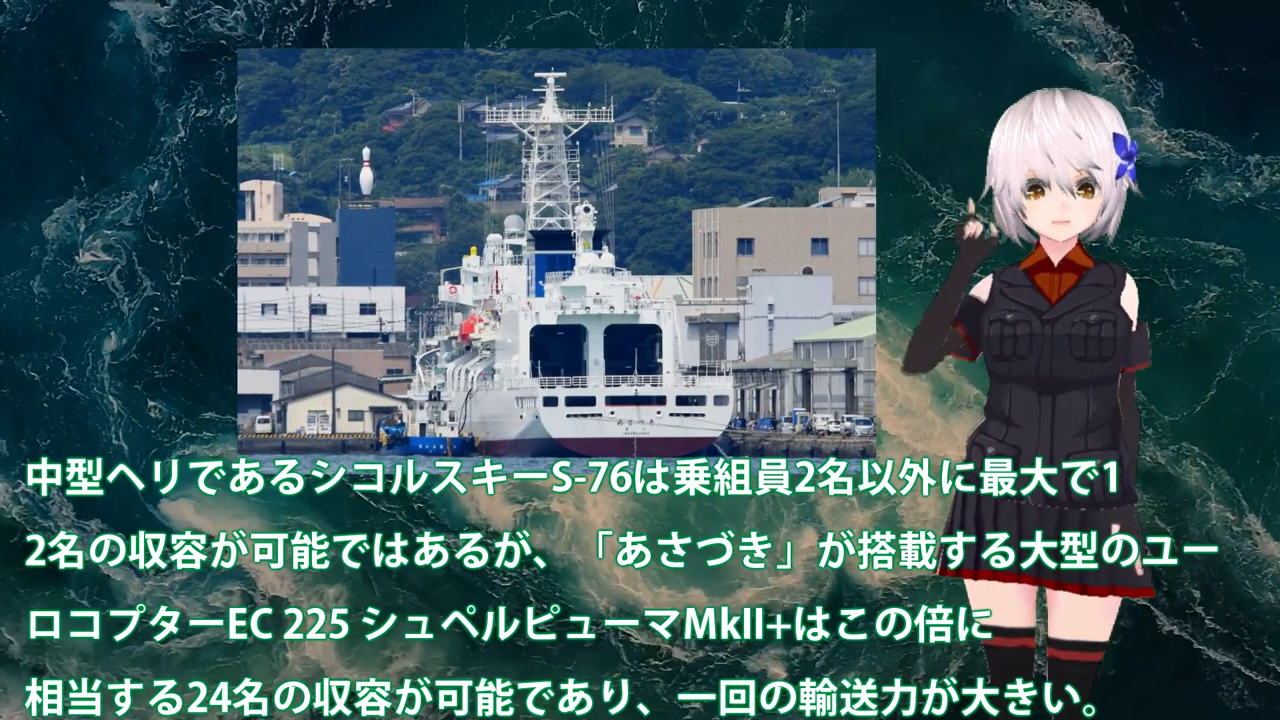 あさづき
中型ヘリであるシコルスキーS-76は乗組員2名以外に最大で1
2名の収容が可能ではあるが、「あさづき」が搭載する大型のユー
ロコプターEC 225 シュペルピューマMkII+はこの倍に
相当する24名の収容が可能であり、一回の輸送力が大きい。